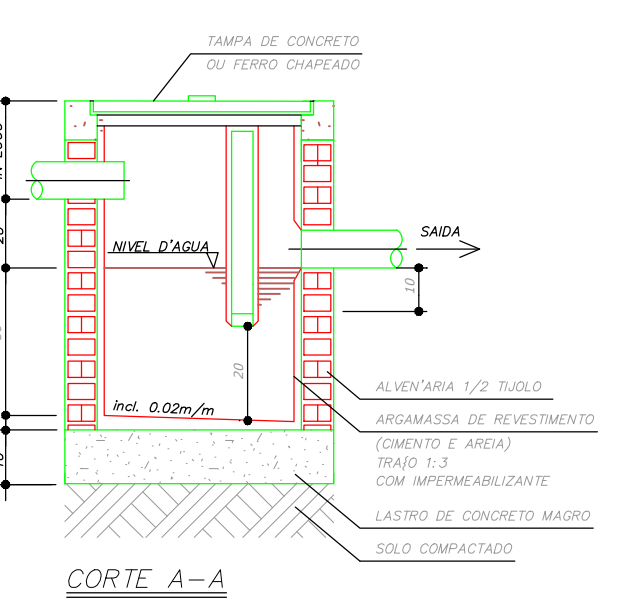 TAMPA DE CONCRETO
OU FERRO CHAPEADO
SAIDA
NIVEL D'AGUA
10
20
incl. 0.02m/m
ALVEN'ARIA 1/2 TIJOLO
ARGAMASSA DE REVESTIMENTO
(CIMENTO E AREIA)
TRA{O 1:3
COM IMPERMEABILIZANTE
LASTRO DE CONCRETO MAGRO
SOLO COMPACTADO
CORTE A-A